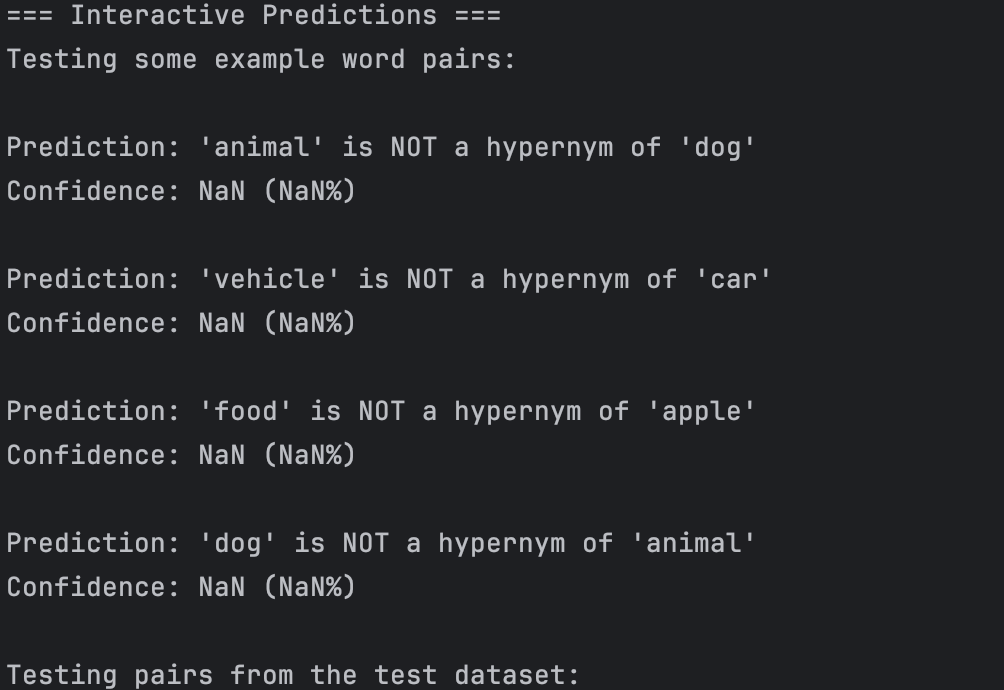 === Interactive Predictions ===
Testing some example word pairs:
Prediction: 'animal' is NOT a hypernym of 'dog'
Confidence: NaN (NaN%)
Prediction: 'vehicle' is NOT a hypernym of 'car'
Confidence: NaN (NaN%)
Prediction: 'food' is NOT a hypernym of 'apple'
Confidence: NaN (NaN%)
Prediction: 'dog' is NOT a hypernym of 'animal'
Confidence: NaN (NaN%)
Testing pairs from the test dataset: